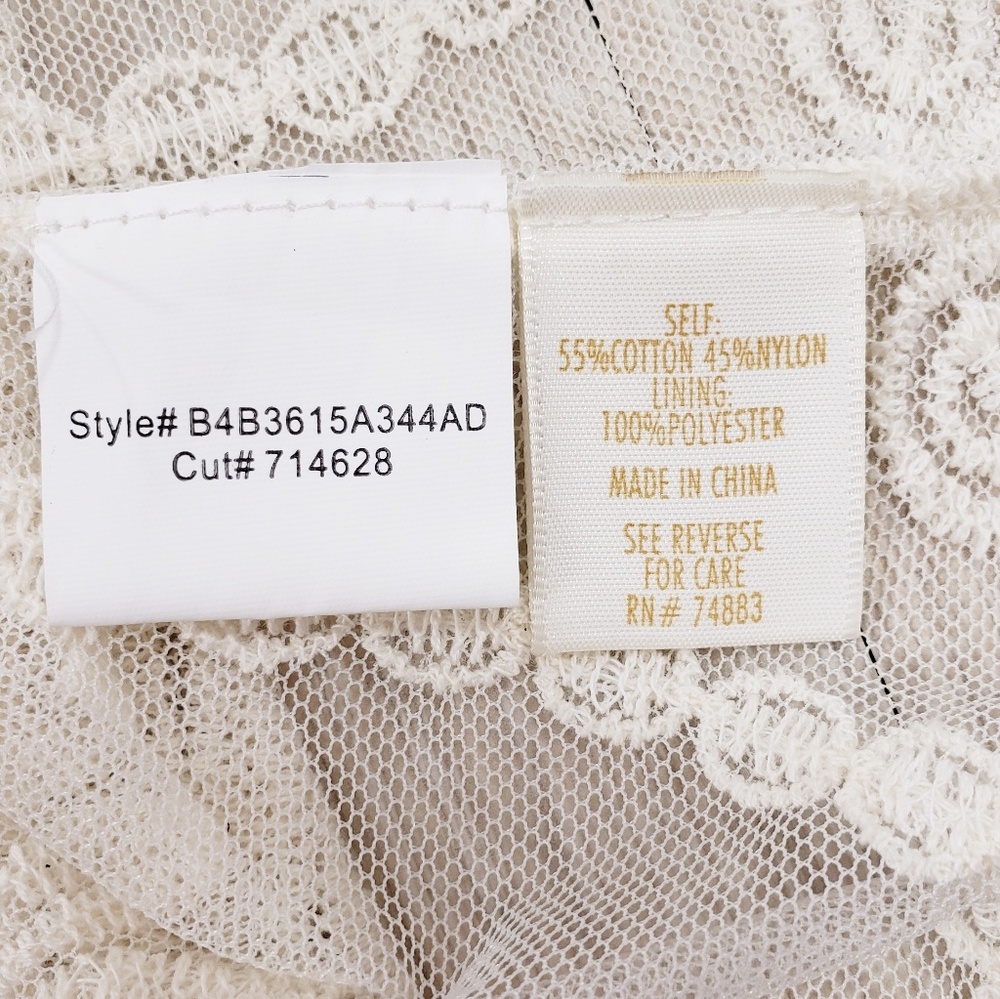 Style# B4B3615A344AD
Cut# 714628
SELF:
55%COTTON 45%NYLON
LINING:
100%POLYESTER
MADE IN CHINA
SEE REVERSE
FOR CARE
RN# 74883